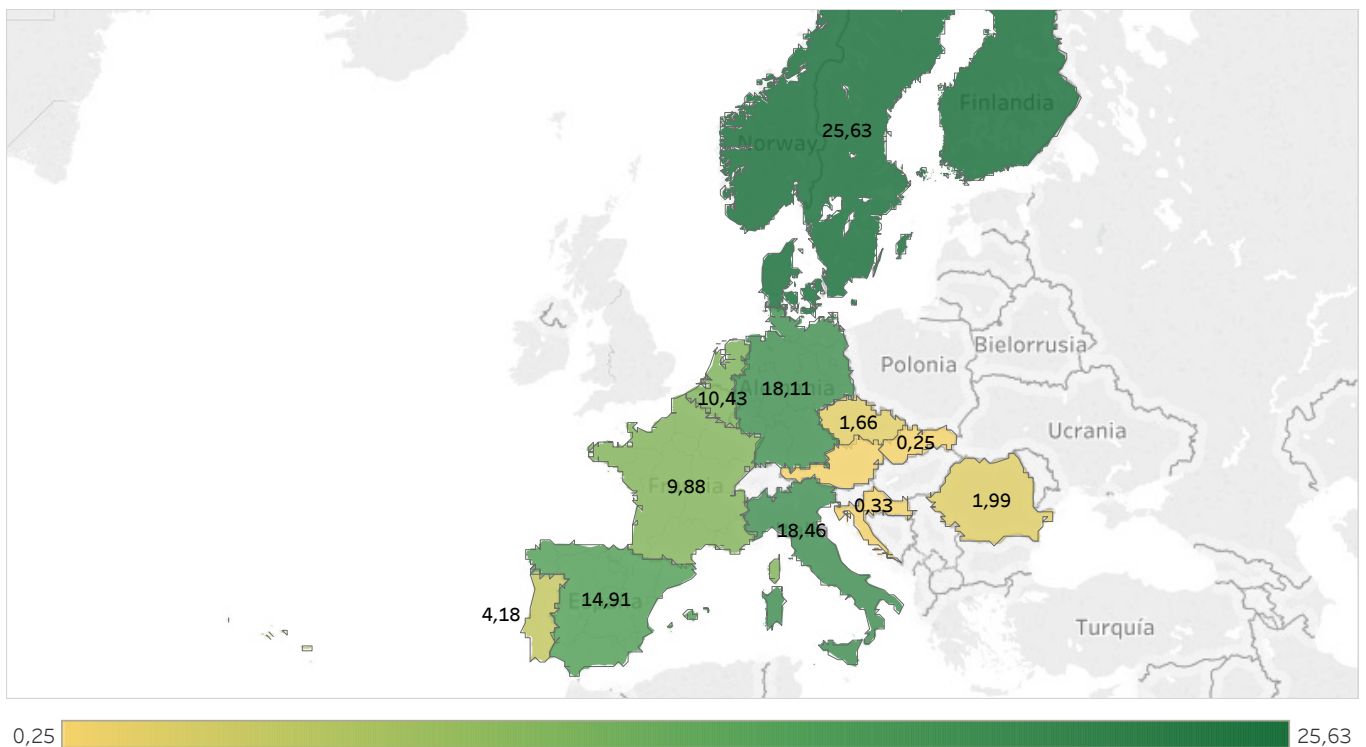 Finlandia
25,63
Norway
Polonia
Bielorrusia
10,43
18,11
1,66
0,25
Ucrania
9,88
0,33
1,99
18,46
4,18
14,91
Turquía
0,25
25,63